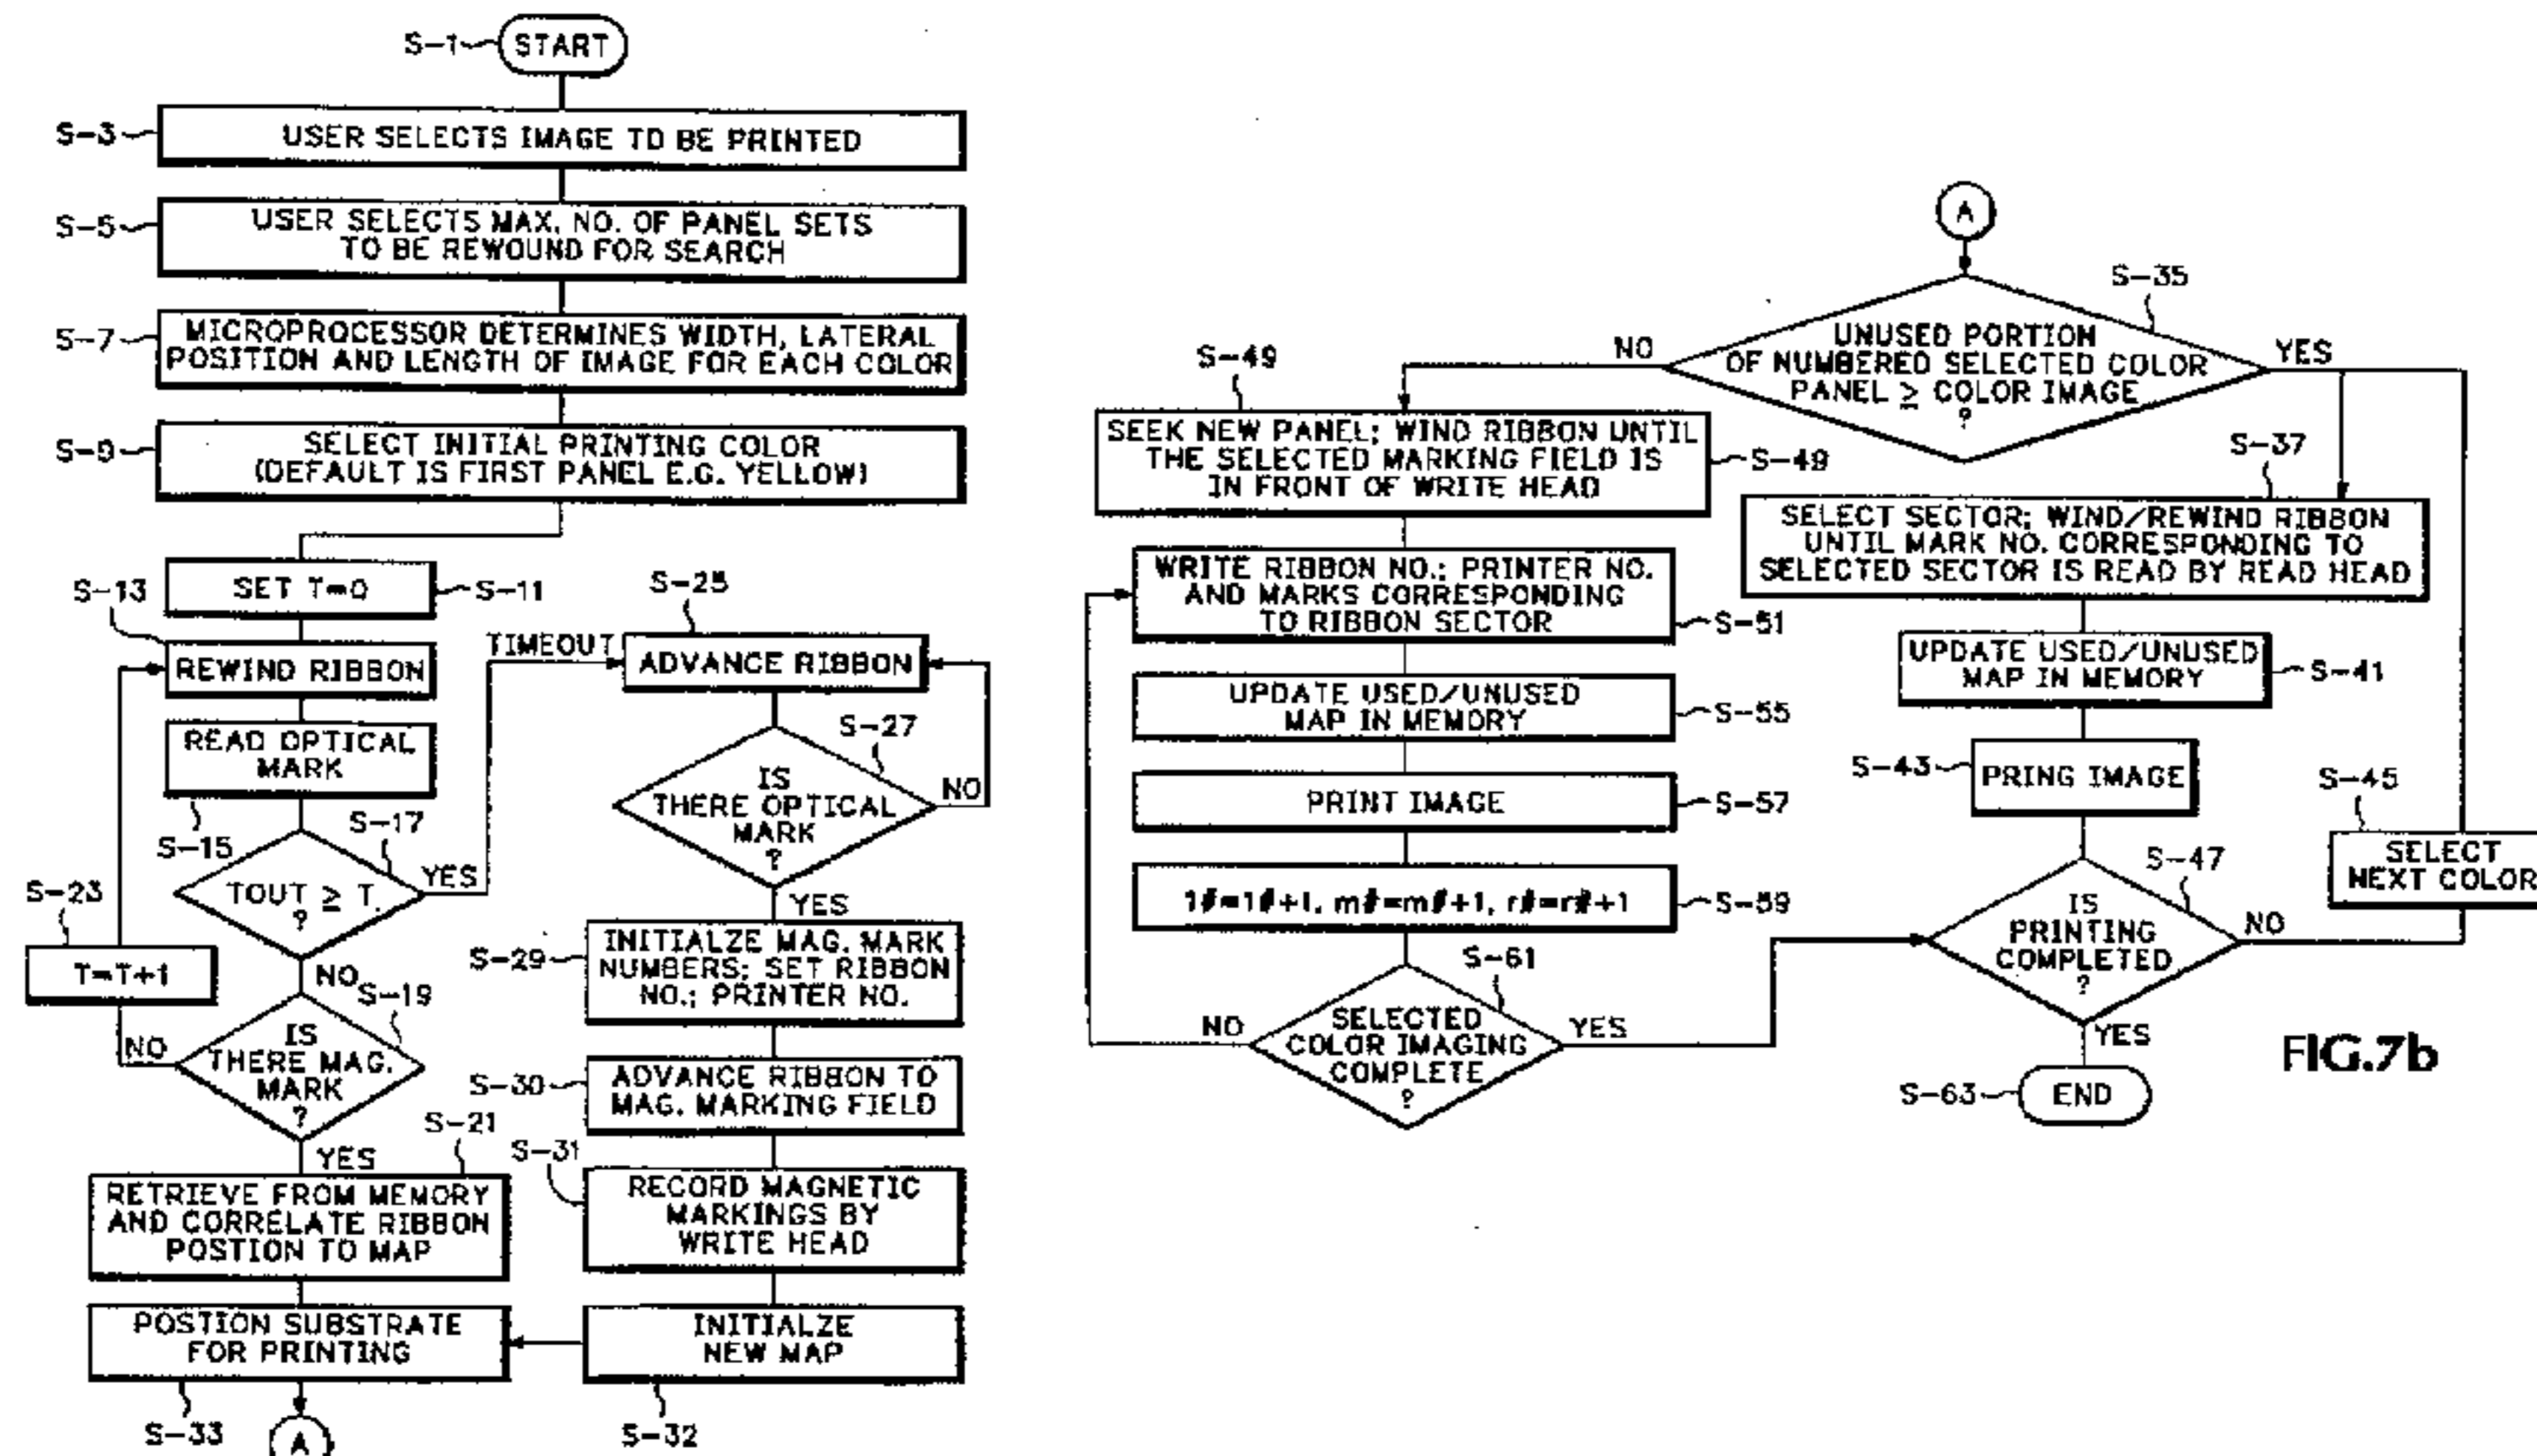 S-1
START
S-3
USER SELECTS IMAGE TO BE PRINTED
S-5
USER SELECTS MAX. NO. OF PANEL SETS
TO BE REWOUND FOR SEARCH
S-7
MICROPROCESSOR DETERMINES WIDTH, LATERAL
POSITION AND LENGTH OF IMAGE FOR EACH COLOR
S-9
SELECT INITIAL PRINTING COLOR
(DEFAULT IS FIRST PANEL E.G. YELLOW)
SET T=0
S-11
S-13
REWIND RIBBON
READ OPTICAL
MARK
S-15
S-17
TOUT ≥ T.
?
YES
TIMEOUT
NO
S-23
T=T+1
S-19
IS
THERE MAG.
MARK
?
NO
YES
S-21
RETRIEVE FROM MEMORY
AND CORRELATE RIBBON
POSTION TO MAP
POSTION SUBSTRATE
FOR PRINTING
S-33
A
S-25
ADVANCE RIBBON
S-27
IS
THERE OPTICAL
MARK
?
NO
YES
S-29
INITIALZE MAG. MARK
NUMBERS; SET RIBBON
NO.; PRINTER NO.
S-30
ADVANCE RIBBON TO
MAG. MARKING FIELD
S-31
RECORD MAGNETIC
MARKINGS BY
WRITE HEAD
INITIALZE
NEW MAP
S-32
A
S-35
UNUSED PORTION
OF NUMBERED SELECTED COLOR
PANEL ≥ COLOR IMAGE
?
NO
YES
S-49
SEEK NEW PANEL; WIND RIBBON UNTIL
THE SELECTED MARKING FIELD IS
IN FRONT OF WRITE HEAD
S-49
WRITE RIBBON NO.; PRINTER NO.
AND MARKS CORRESPONDING
TO RIBBON SECTOR
S-51
UPDATE USED/UNUSED
MAP IN MEMORY
S-55
PRINT IMAGE
S-57
1#=1#+1, m#=m#+1, r#=r#+1
S-59
S-61
SELECTED
COLOR IMAGING
COMPLETE
?
NO
YES
S-37
SELECT SECTOR; WIND/REWIND RIBBON
UNTIL MARK NO. CORRESPONDING TO
SELECTED SECTOR IS READ BY READ HEAD
UPDATE USED/UNUSED
MAP IN MEMORY
S-41
S-43
PRING IMAGE
S-45
SELECT
NEXT COLOR
S-47
IS
PRINTING
COMPLETED
?
NO
YES
S-63
END
FIG.7b